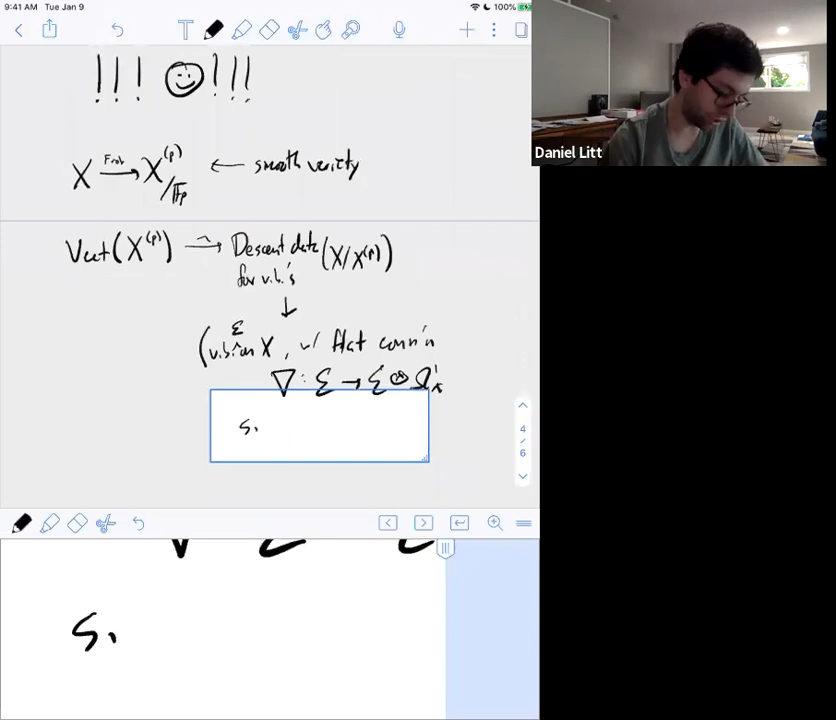 9:41 AM Tue Jan 9
100%
!!! !!!
X Frob → X^(p) /𝔽p ← smooth variety
Vect(X^(p)) ~→ Descent data (X/X^(p))
for v.b.'s
↓
(v.b. ℰ on X, w/ flat conn'n
∇: ℰ → ℰ ⊗ Ω¹_X
s.
4 / 6
∇ ℰ ℰ
s.
Daniel Litt